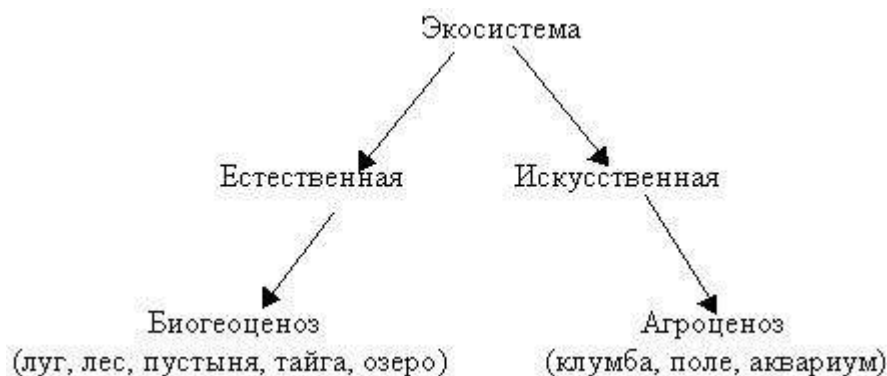 Экосистема
Естественная
Искусственная
Биогеоценоз
(луг, лес, пустыня, тайга, озеро)
Агроценоз
(клумба, поле, аквариум)